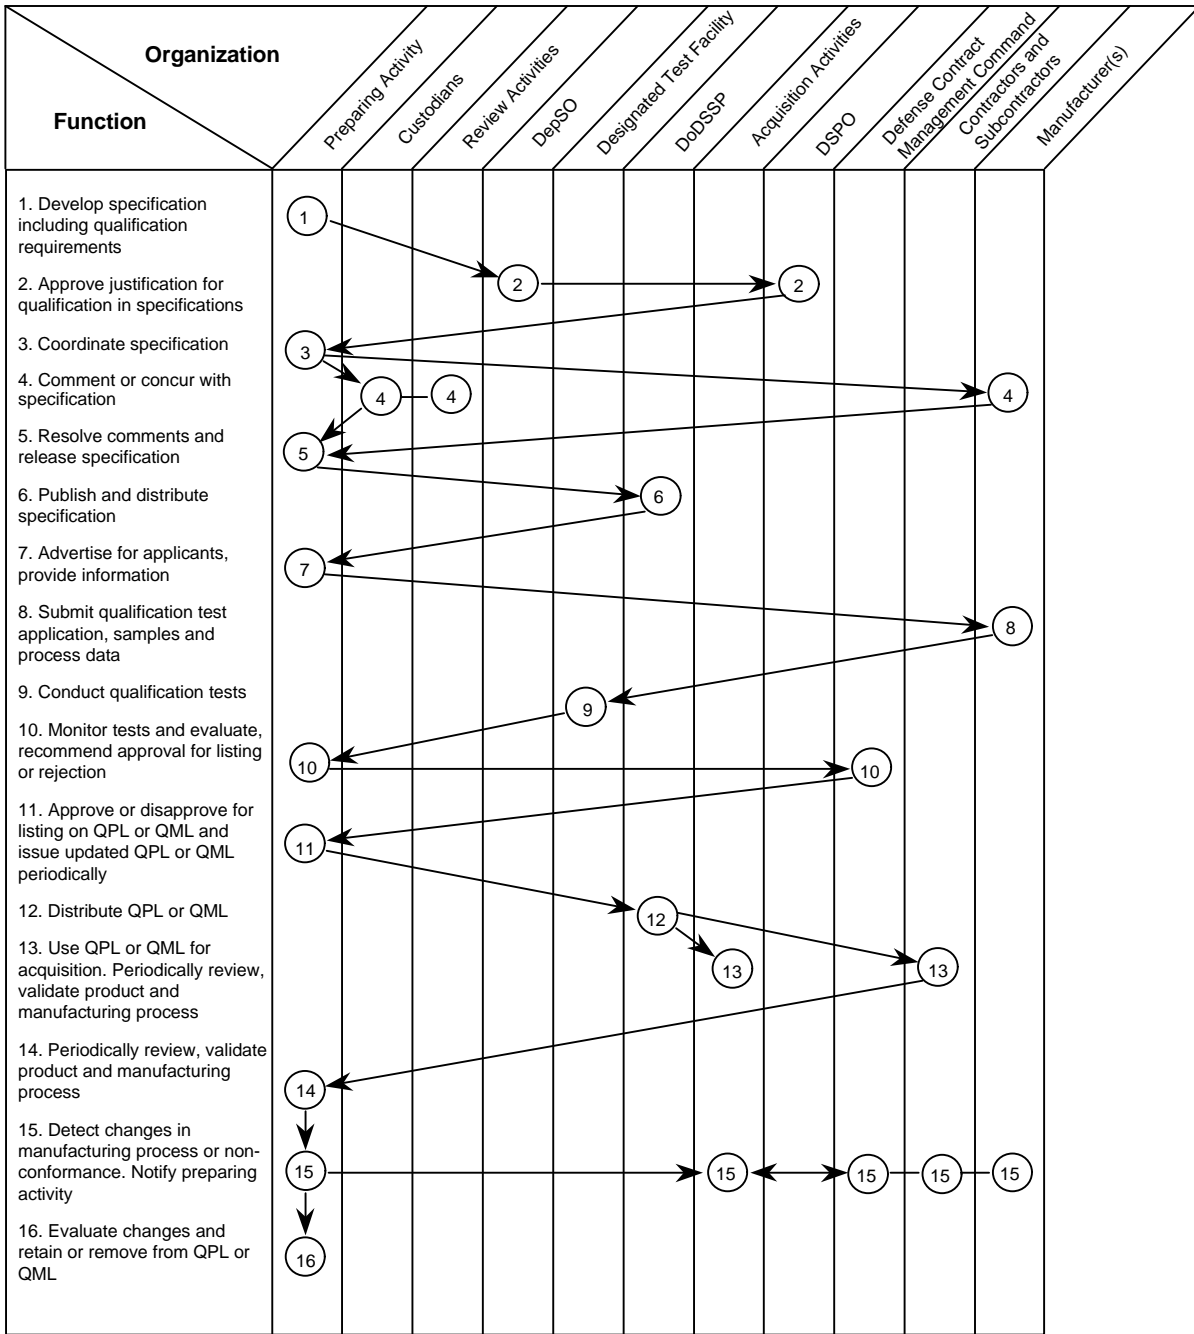 Organization
Function
Preparing Activity
Custodians
Review Activities
DepSO
Designated Test Facility
DoDSSP
Acquisition Activities
DSPO
Defense Contract
Management Command
Contractors and
Subcontractors
Manufacturer(s)
1. Develop specification
including qualification
requirements
1
2. Approve justification for
qualification in specifications
2
2
3. Coordinate specification
3
4. Comment or concur with
specification
4
4
4
5. Resolve comments and
release specification
5
6. Publish and distribute
specification
6
7. Advertise for applicants,
provide information
7
8. Submit qualification test
application, samples and
process data
8
9. Conduct qualification tests
9
10. Monitor tests and evaluate,
recommend approval for listing
or rejection
10
10
11. Approve or disapprove for
listing on QPL or QML and
issue updated QPL or QML
periodically
11
12. Distribute QPL or QML
12
13. Use QPL or QML for
acquisition. Periodically review,
validate product and
manufacturing process
13
13
14. Periodically review, validate
product and manufacturing
process
14
15. Detect changes in
manufacturing process or non-
conformance. Notify preparing
activity
15
15
15
15
15
16. Evaluate changes and
retain or remove from QPL or
QML
16